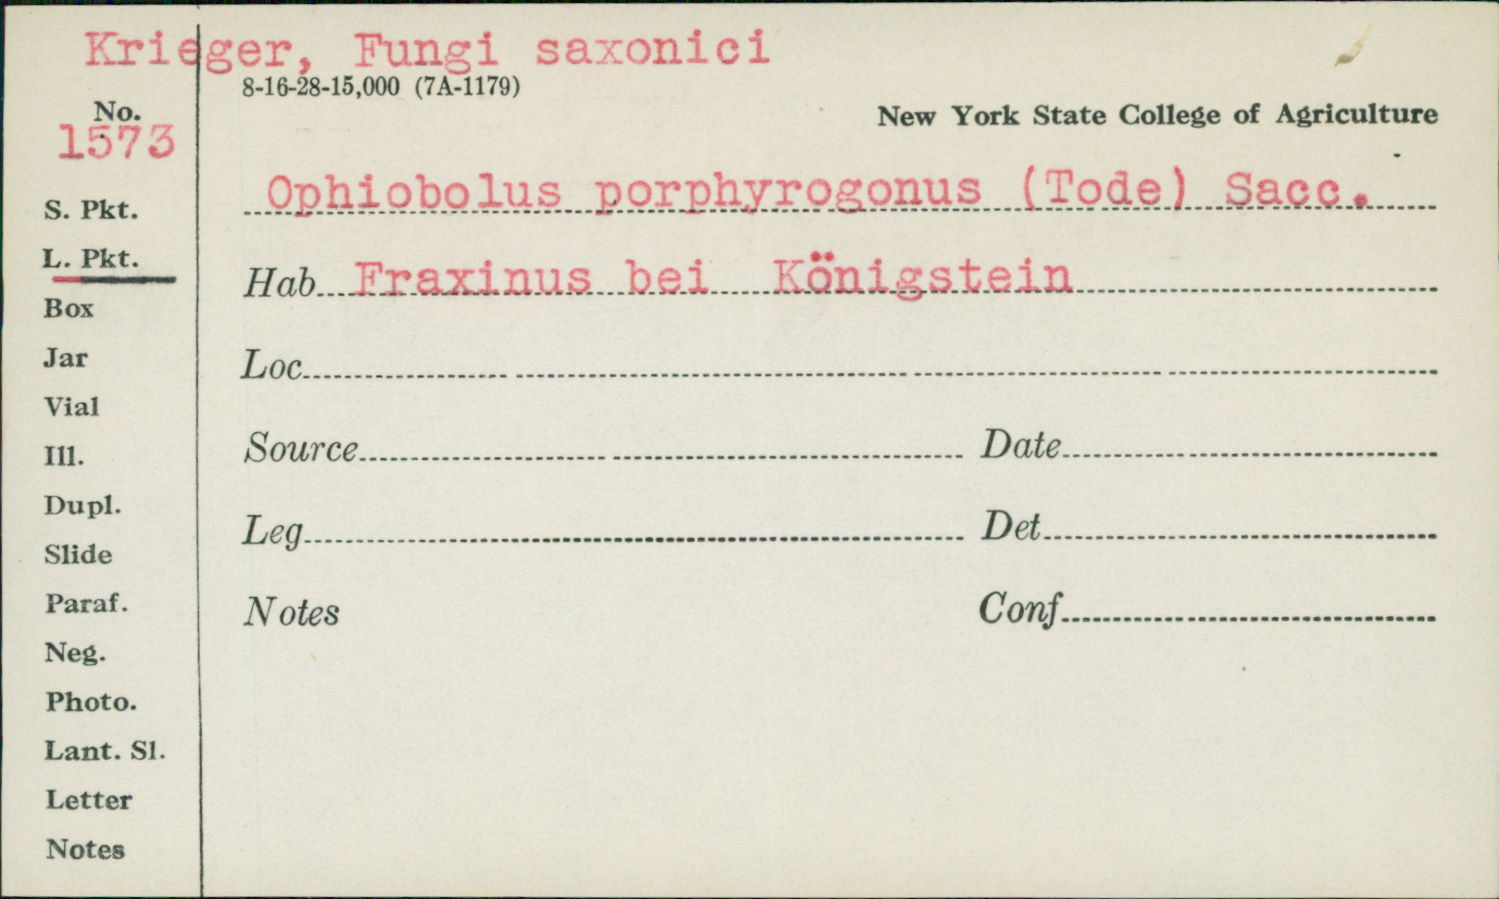 Krieger, Fungi saxonici
8-16-28-15,000 (7A-1179)
No.
1573
New York State College of Agriculture
Ophiobolus porphyrogonus (Tode) Sacc.
Hab Fraxinus bei Königstein
Loc
Source Date
Leg Det
Notes Conf
S. Pkt.
L. Pkt.
Box
Jar
Vial
Ill.
Dupl.
Slide
Paraf.
Neg.
Photo.
Lant. Sl.
Letter
Notes